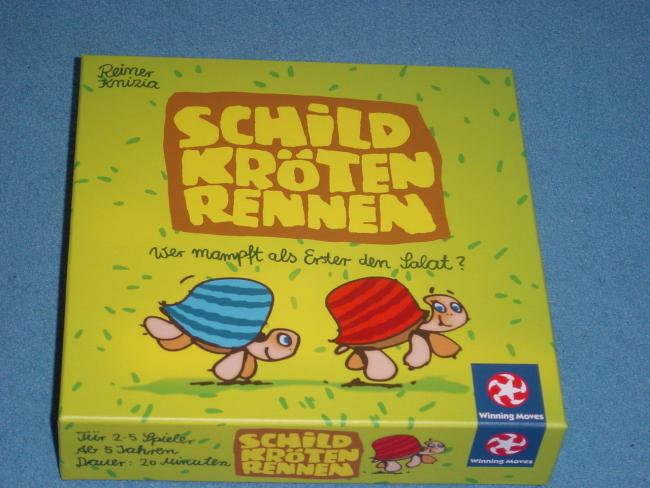 Reiner
Knizia
SCHILD
KRÖTEN
RENNEN
Wer mampft als Erster den Salat?
Winning Moves
Für 2-5 Spieler
Ab 5 Jahren
Dauer: 20 Minuten
SCHILD
KRÖTEN
RENNEN
Winning Moves